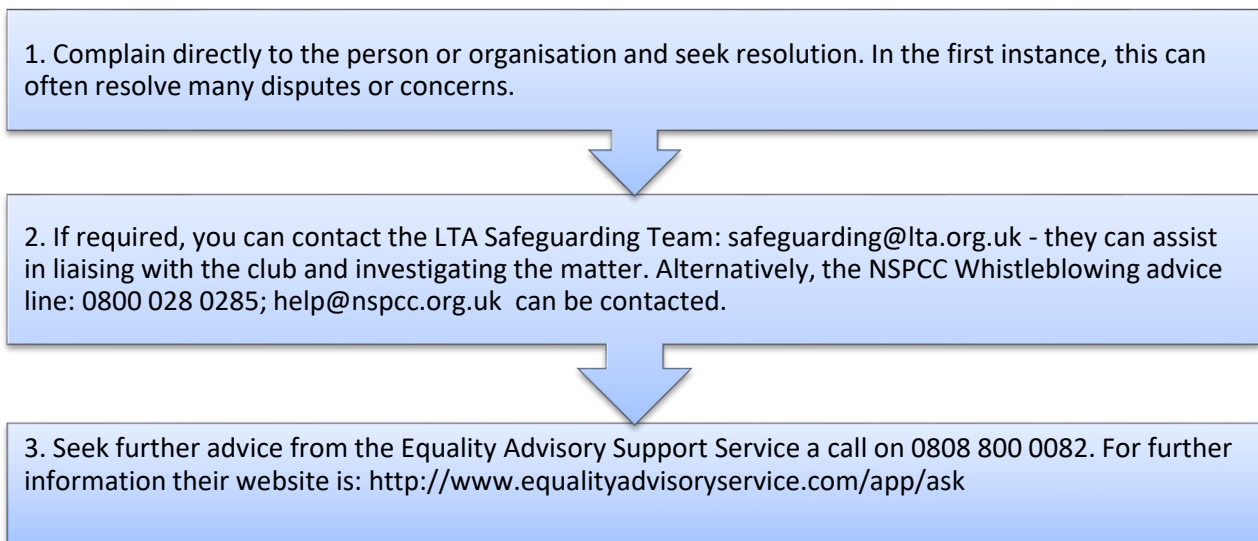 1. Complain directly to the person or organisation and seek resolution. In the first instance, this can
often resolve many disputes or concerns.
2. If required, you can contact the LTA Safeguarding Team: safeguarding@lta.org.uk - they can assist
in liaising with the club and investigating the matter. Alternatively, the NSPCC Whistleblowing advice
line: 0800 028 0285; help@nspcc.org.uk  can be contacted.
3. Seek further advice from the Equality Advisory Support Service a call on 0808 800 0082. For further
information their website is: http://www.equalityadvisoryservice.com/app/ask